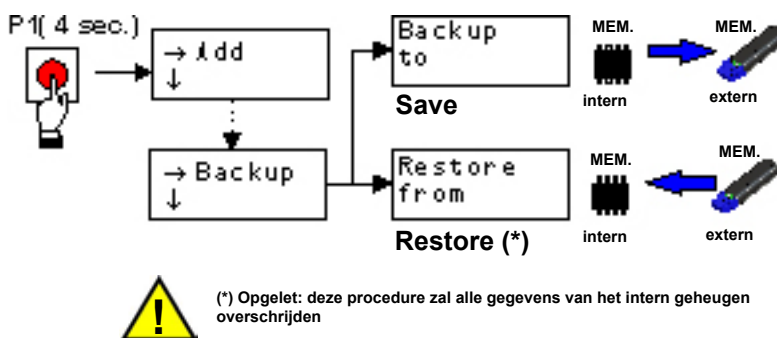 P1( 4 sec.)
→ Add
↓
→ Backup
↓
Backup
to
Save
MEM.
intern
MEM.
extern
Restore
from
Restore (*)
MEM.
intern
MEM.
extern
!
(*) Opgelet: deze procedure zal alle gegevens van het intern geheugen
overschrijden